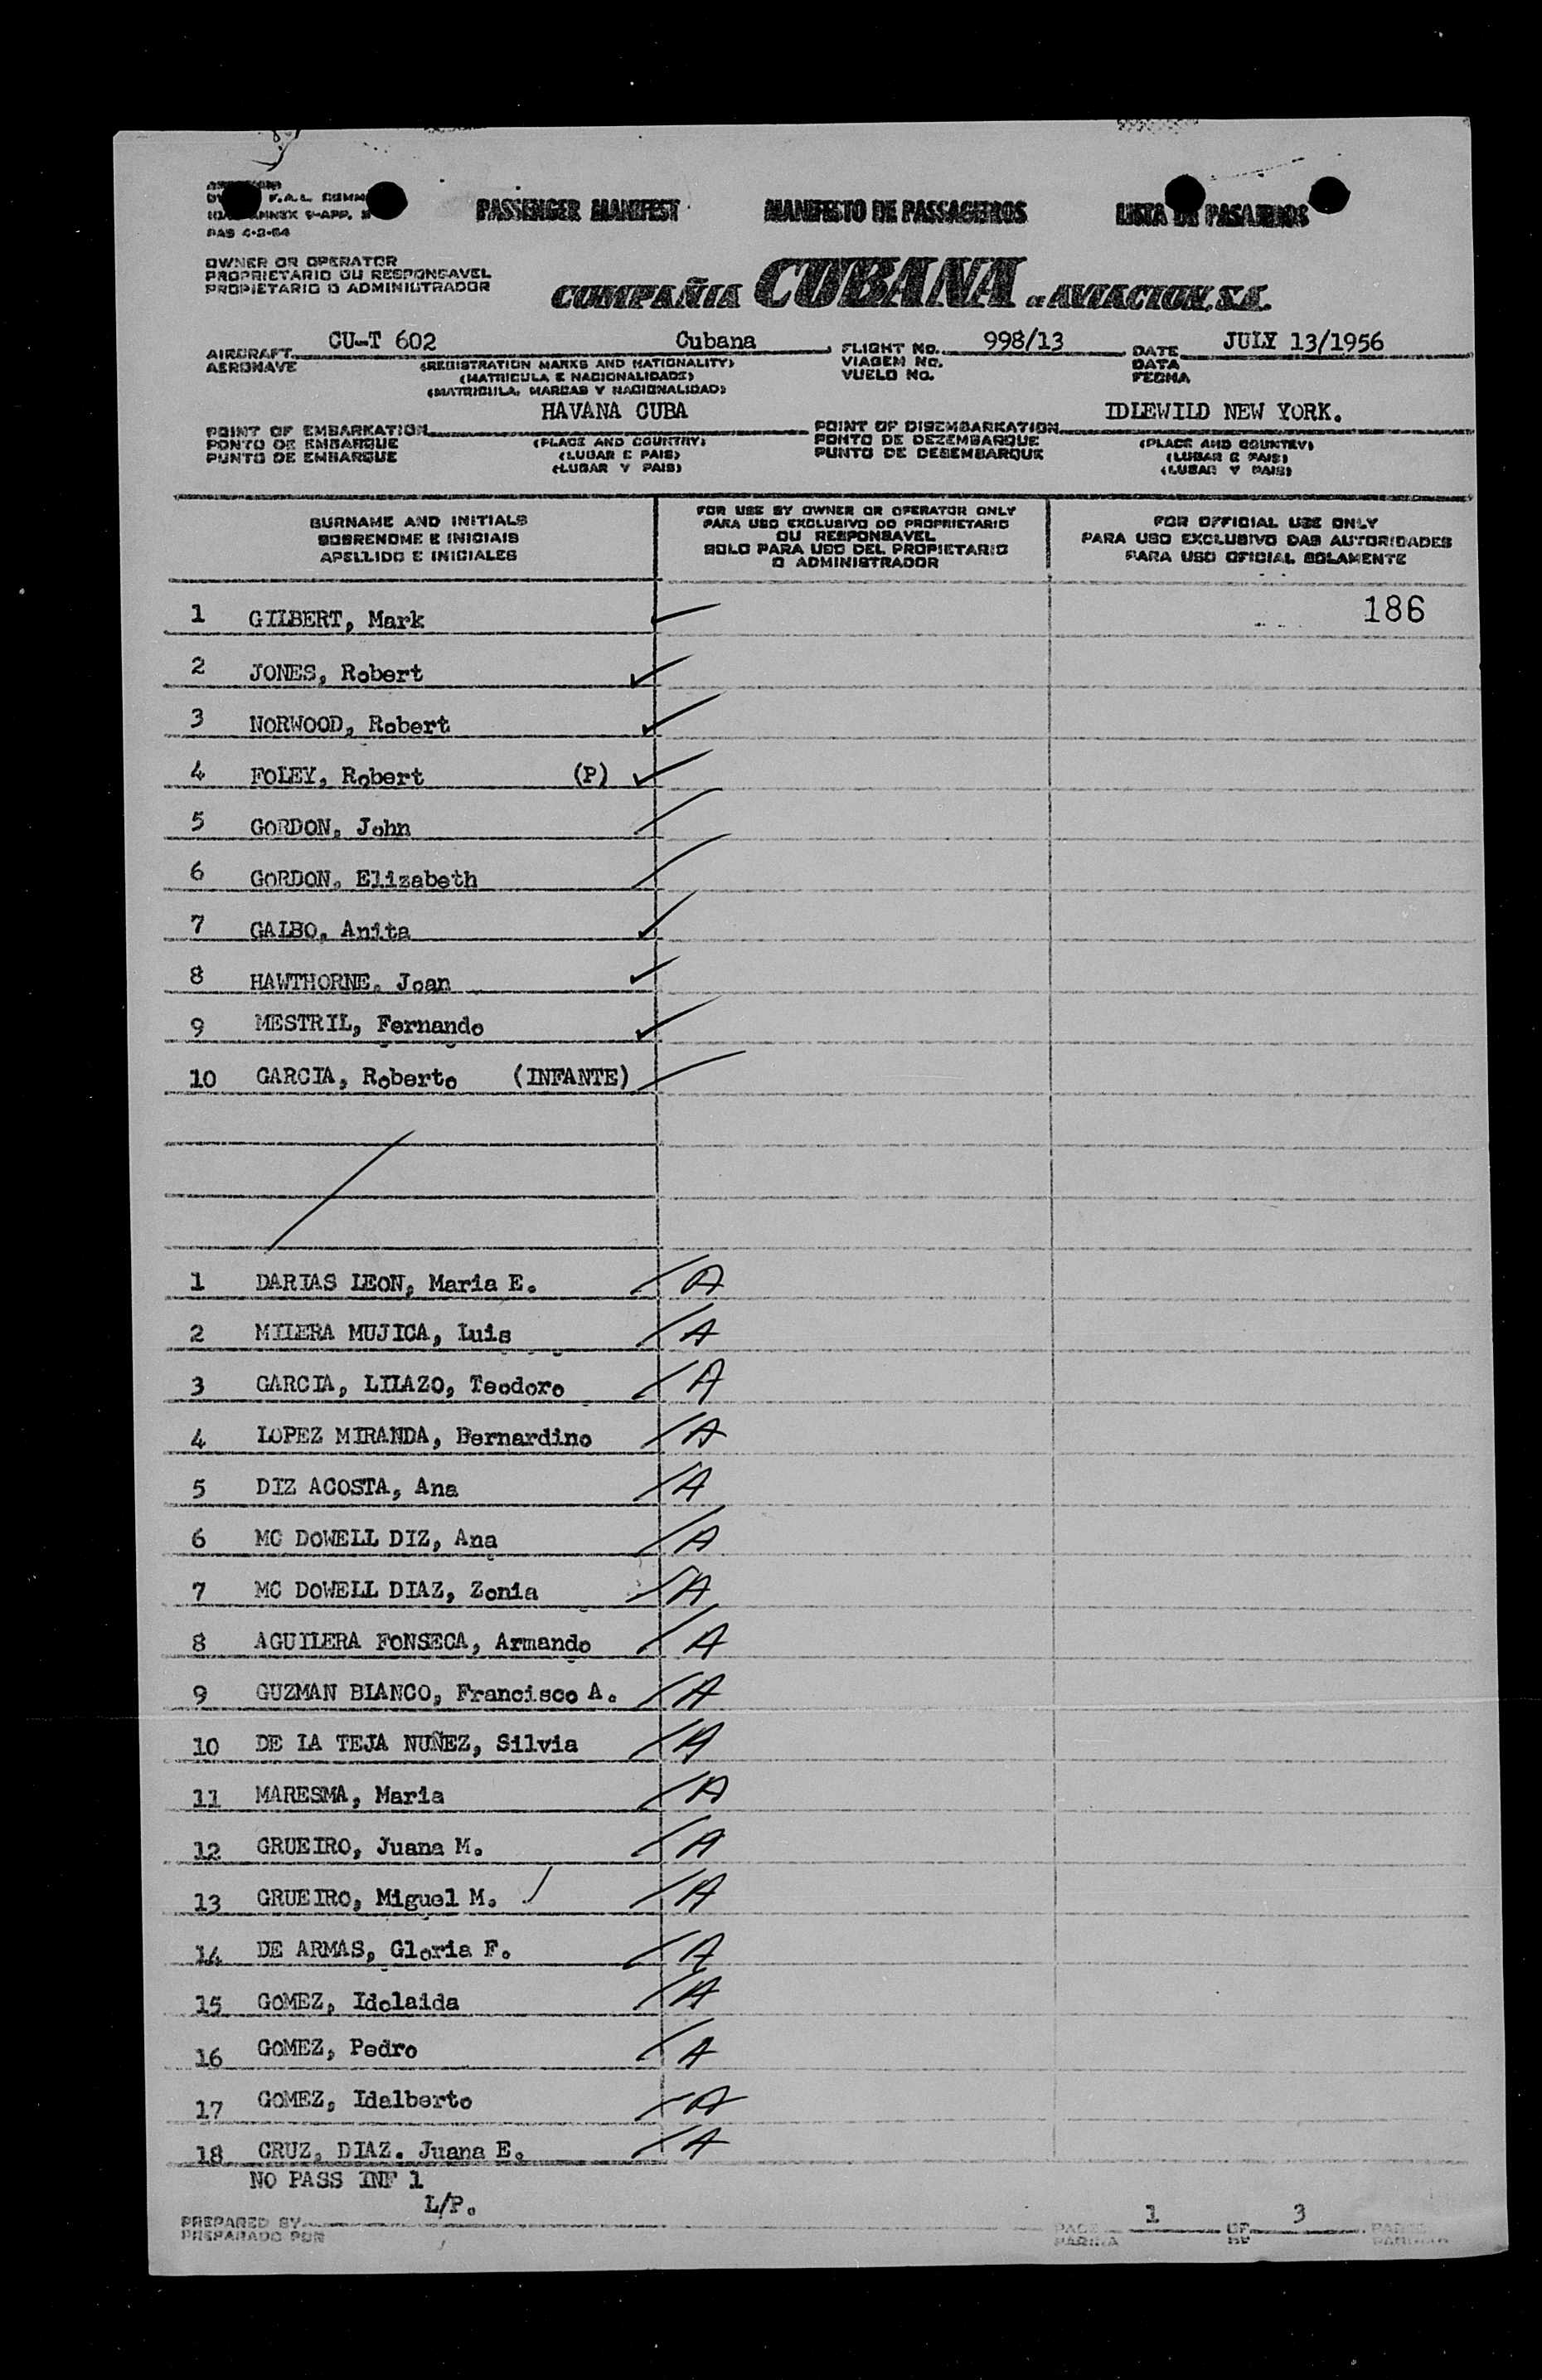 F.A.L.
ANNEX 9-APP.
PAS 4-2-54
PASSENGER MANIFEST MANIFESTO DE PASSAGEIROS LISTA DE PASAJEROS
OWNER OR OPERATOR
PROPRIETARIO OU RESPONSAVEL
PROPIETARIO O ADMINISTRADOR
COMPAÑIA CUBANA DE AVIACION, S.A.
AIRCRAFT CU-T 602 Cubana FLIGHT No. 998/13 DATE JULY 13/1956
AERONAVE (REGISTRATION MARKS AND NATIONALITY) VIAGEM No. DATA
(MATRICULA E NACIONALIDADE) VUELO No. FECHA
(MATRICULA, MARCAS Y NACIONALIDAD)
HAVANA CUBA IDLEWILD NEW YORK.
POINT OF EMBARKATION POINT OF DISEMBARKATION
PONTO DE EMBARQUE (PLACE AND COUNTRY) PONTO DE DEZEMBARQUE (PLACE AND COUNTRY)
PUNTO DE EMBARQUE (LUGAR E PAIS) PUNTO DE DESEMBARQUE (LUGAR E PAIS)
(LUGAR Y PAIS) (LUGAR Y PAIS)
SURNAME AND INITIALS
SOBRENOME E INICIAIS
APELLIDO E INICIALES
FOR USE BY OWNER OR OPERATOR ONLY
PARA USO EXCLUSIVO DO PROPRIETARIO
OU RESPONSAVEL
SOLO PARA USO DEL PROPIETARIO
O ADMINISTRADOR
FOR OFFICIAL USE ONLY
PARA USO EXCLUSIVO DAS AUTORIDADES
PARA USO OFICIAL SOLAMENTE
1 GILBERT, Mark 186
2 JONES, Robert
3 NORWOOD, Robert
4 FOLEY, Robert (P)
5 GORDON, John
6 GORDON, Elizabeth
7 GALBO, Anita
8 HAWTHORNE, Joan
9 MESTRIL, Fernando
10 GARCIA, Roberto (INFANTE)
1 DARIAS LEON, Maria E. A
2 MILERA MUJICA, Luis A
3 GARCIA, LILAZO, Teodoro A
4 LOPEZ MIRANDA, Bernardino A
5 DIZ ACOSTA, Ana A
6 MC DOWELL DIZ, Ana A
7 MC DOWELL DIAZ, Zonia A
8 AGUILERA FONSECA, Armando A
9 GUZMAN BLANCO, Francisco A. A
10 DE LA TEJA NUÑEZ, Silvia A
11 MARESMA, Maria A
12 GRUEIRO, Juana M. A
13 GRUEIRO, Miguel M. A
14 DE ARMAS, Gloria F. A
15 GOMEZ, Idolaida A
16 GOMEZ, Pedro A
17 GOMEZ, Idalberto A
18 CRUZ, DIAZ. Juana E. A
NO PASS INF 1
L/P.
PREPARED BY PAGE 1 OF 3
PREPARADO POR PAGINA DE